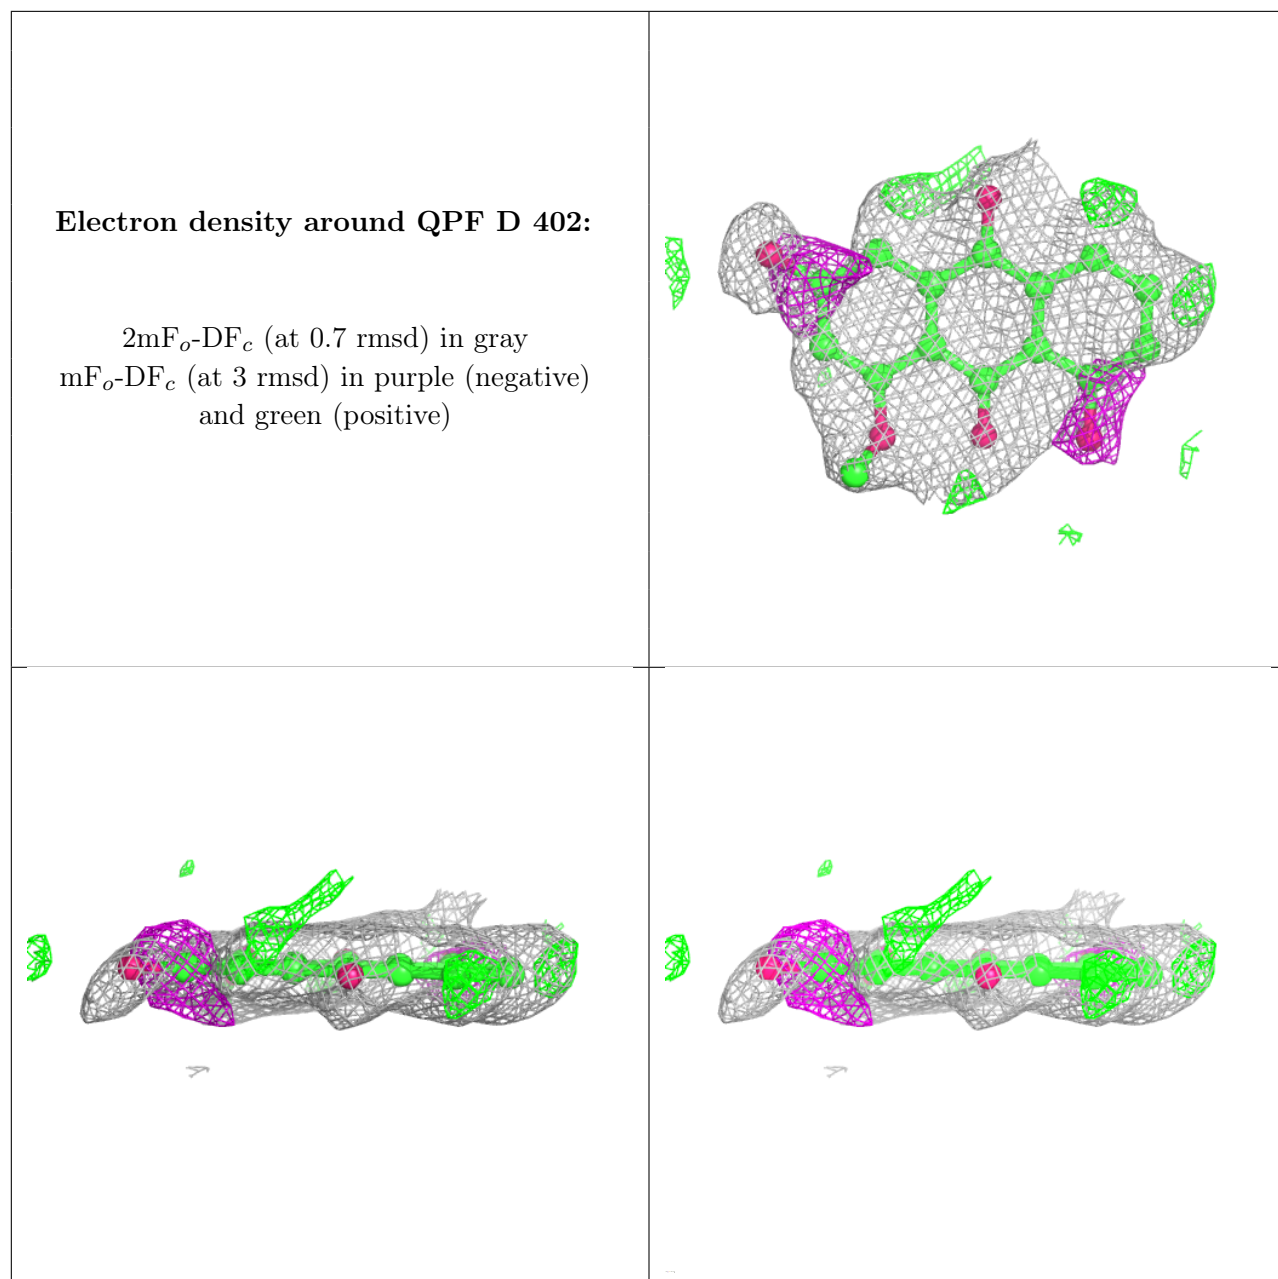 Electron density around QPF D 402:
2mFₒ-DF𝒸 (at 0.7 rmsd) in gray
mFₒ-DF𝒸 (at 3 rmsd) in purple (negative)
and green (positive)